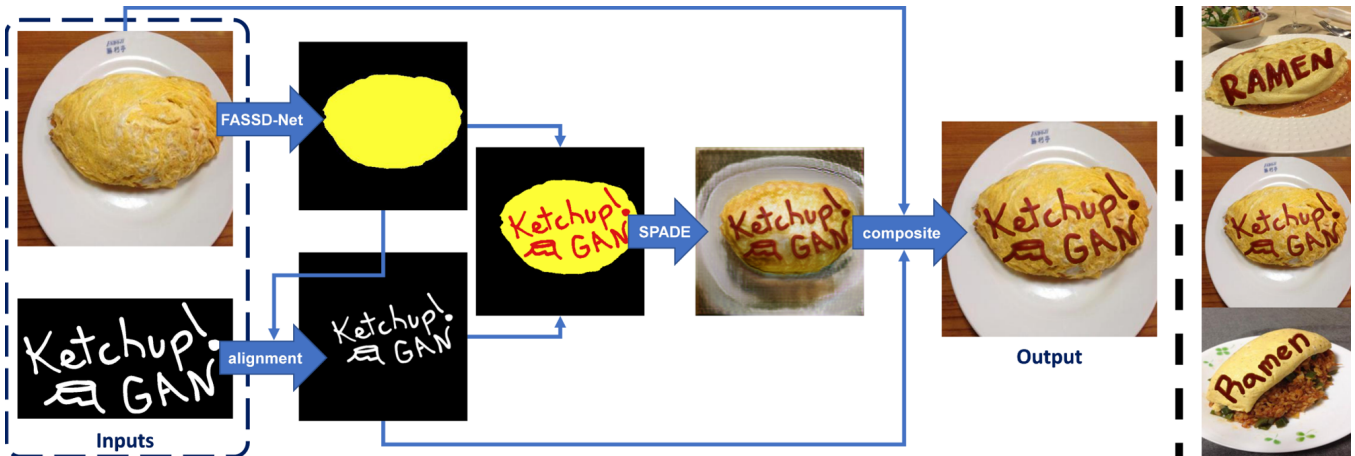 FASSD-Net
Ketchup!
GAN
alignment
Inputs
Ketchup!
GAN
Ketchup!
GAN
SPADE
Ketchup!
GAN
composite
Ketchup!
GAN
Output
RAMEN
Ketchup!
GAN
Ramen